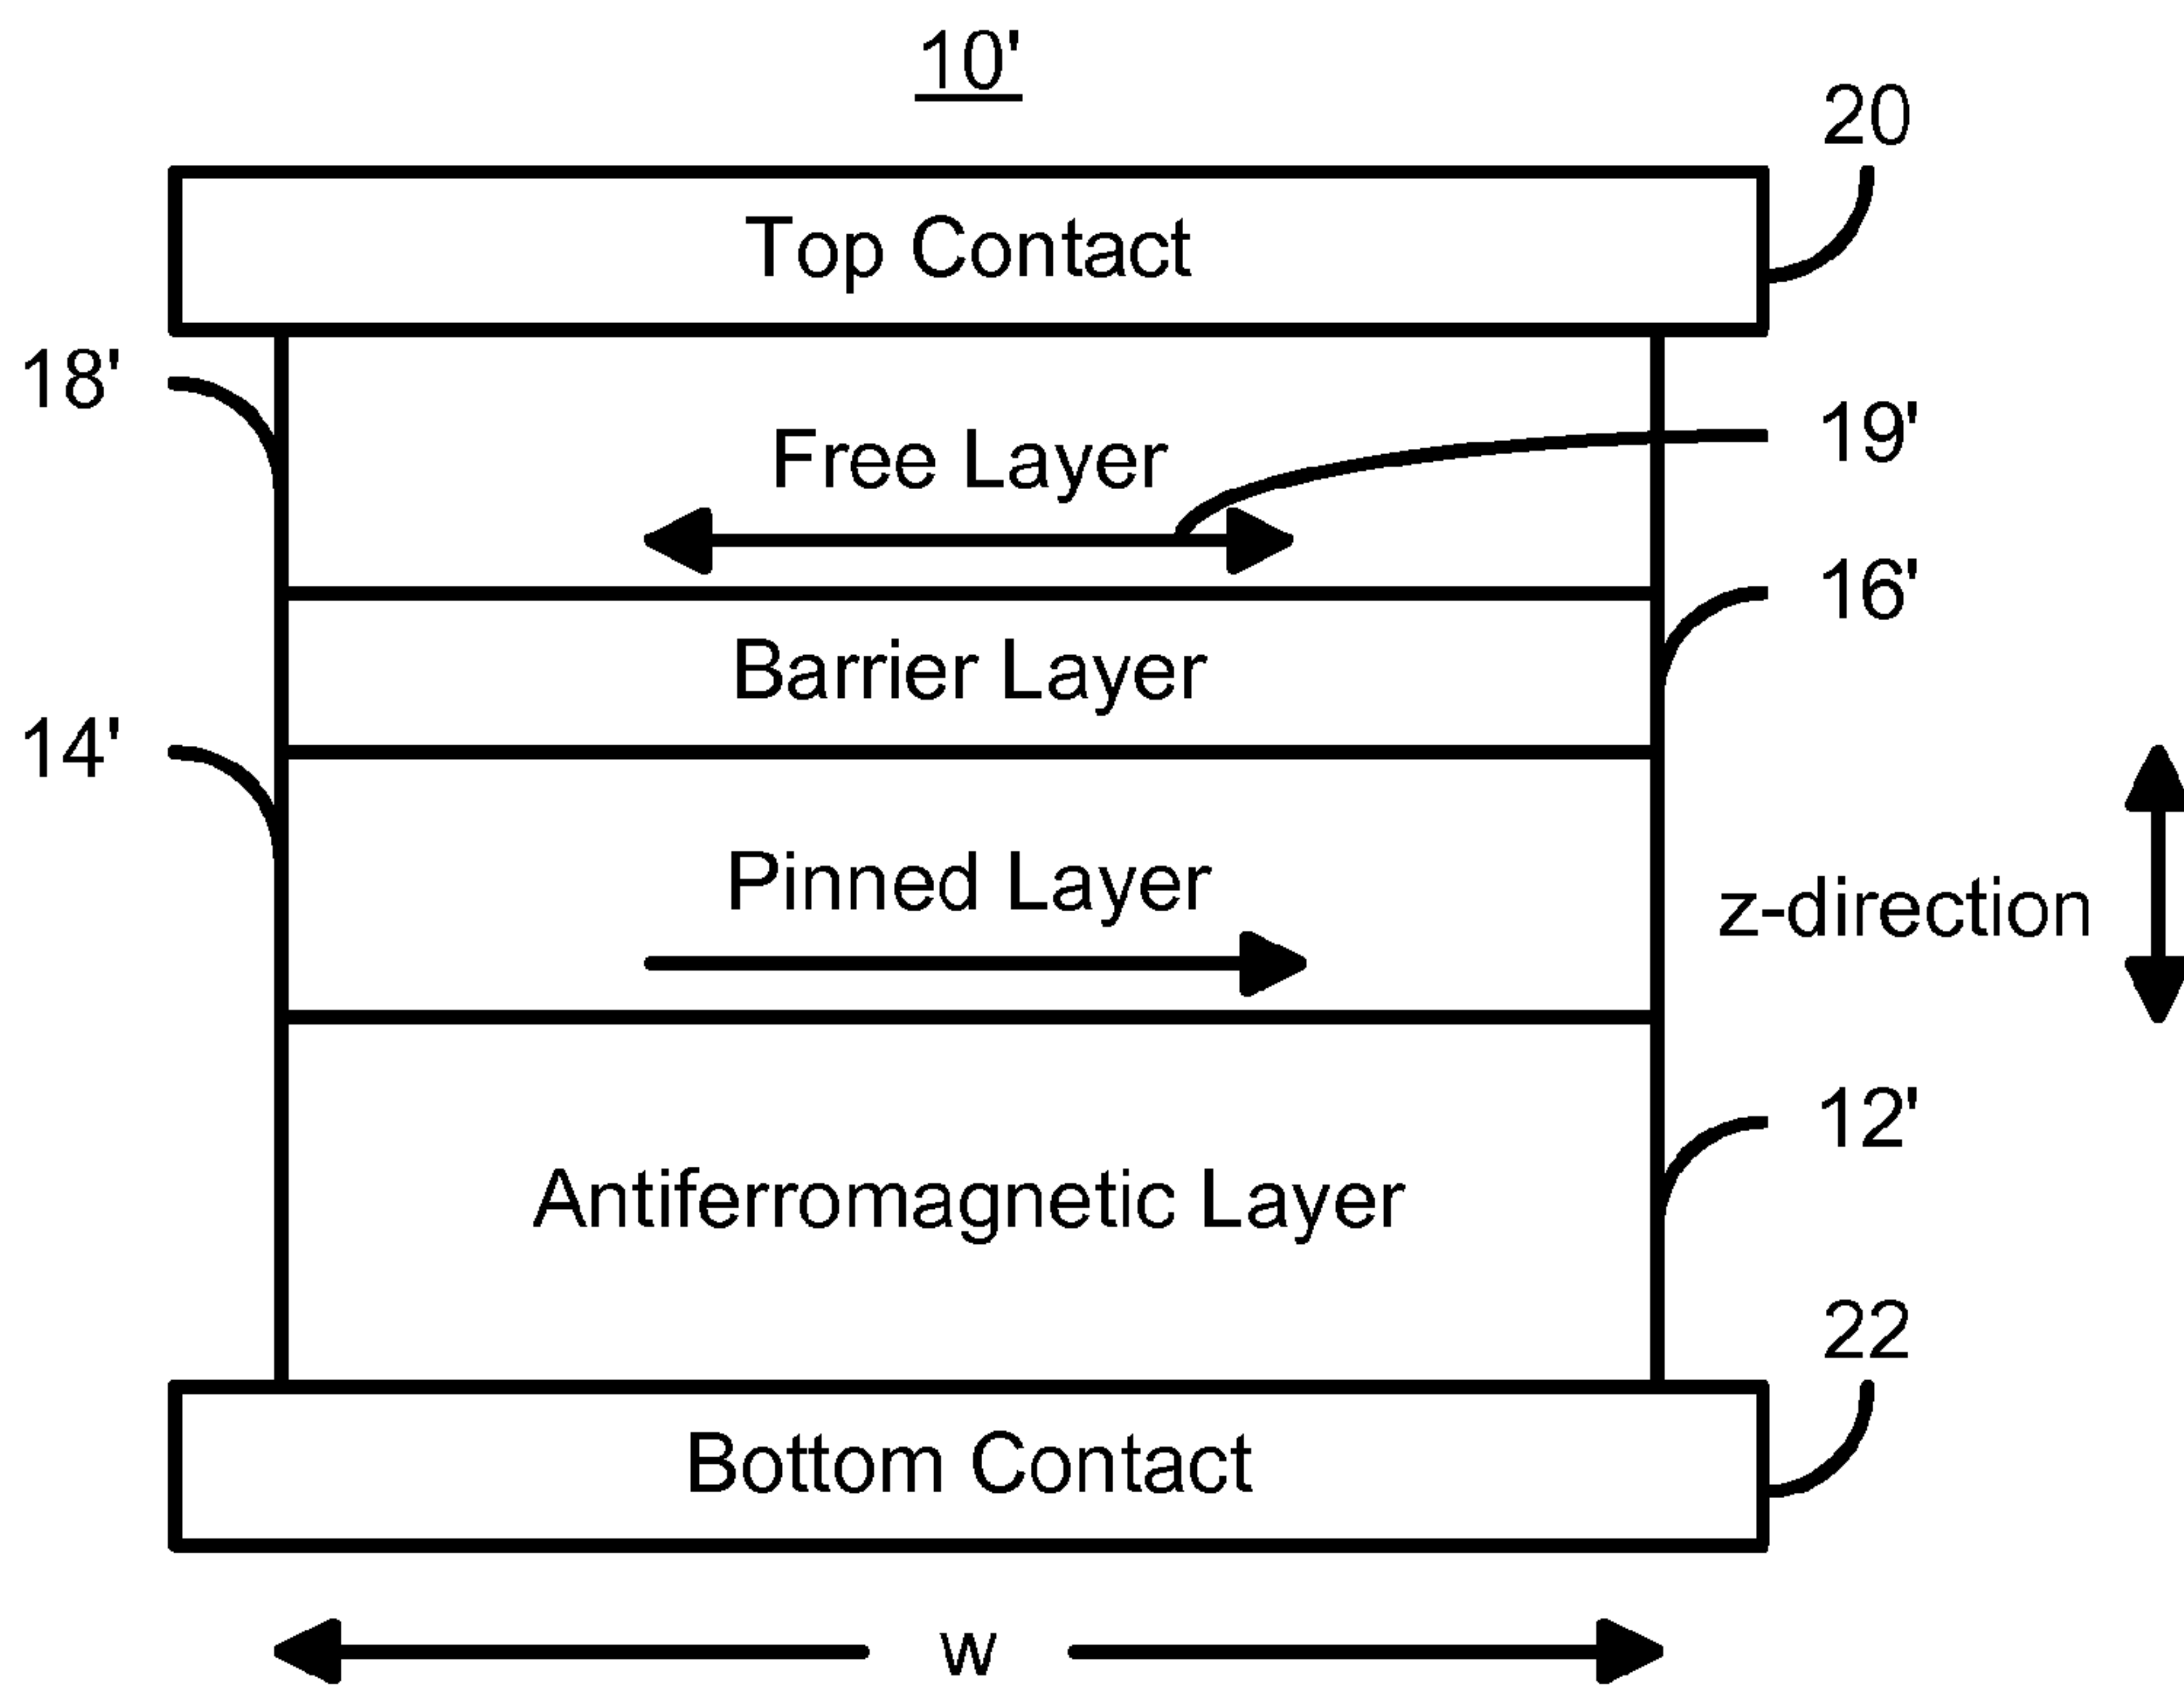 10'
20
Top Contact
18'
19'
Free Layer
16'
Barrier Layer
14'
Pinned Layer
z-direction
12'
Antiferromagnetic Layer
22
Bottom Contact
w